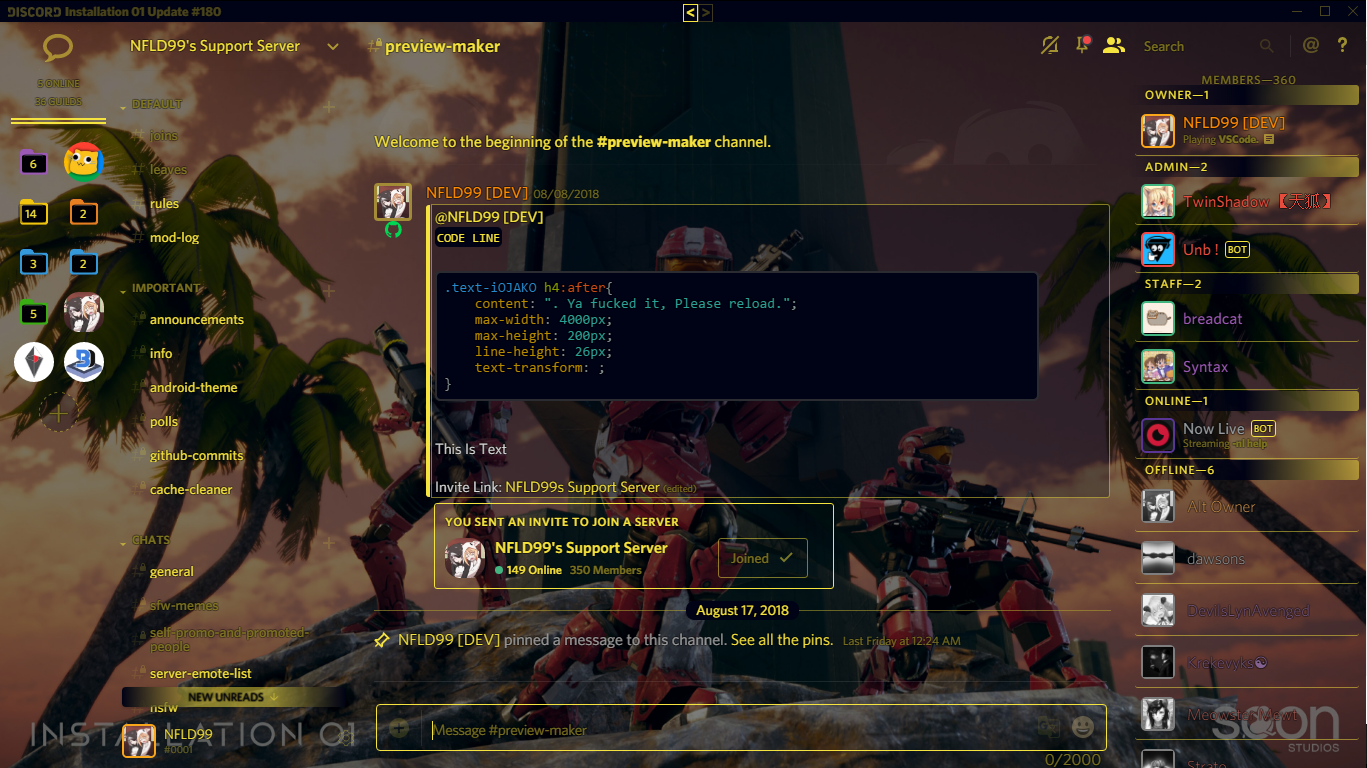 DISCORD Installation 01 Update #180
< >
NFLD99's Support Server
#preview-maker
Search
@ ?
5 ONLINE
36 GUILDS
6
14
2
3
2
5
DEFAULT
joins
leaves
rules
mod-log
IMPORTANT
announcements
info
android-theme
polls
github-commits
cache-cleaner
CHATS
general
sfw-memes
self-promo-and-promoted-
people
server-emote-list
NEW UNREADS
nsfw
INSTALLATION 01
NFLD99
#0001
Welcome to the beginning of the #preview-maker channel.
NFLD99 [DEV] 08/08/2018
@NFLD99 [DEV]
CODE LINE
.text-iOJAKO h4:after{
content: ". Ya fucked it, Please reload.";
max-width: 4000px;
max-height: 200px;
line-height: 26px;
text-transform: ;
}
This Is Text
Invite Link: NFLD99s Support Server (edited)
YOU SENT AN INVITE TO JOIN A SERVER
NFLD99's Support Server
149 Online 350 Members
Joined
August 17, 2018
NFLD99 [DEV] pinned a message to this channel. See all the pins. Last Friday at 12:24 AM
Message #preview-maker
0/2000
MEMBERS—360
OWNER—1
NFLD99 [DEV]
Playing VSCode.
ADMIN—2
TwinShadow 【天狐】
Unb ! BOT
STAFF—2
breadcat
Syntax
ONLINE—1
Now Live BOT
Streaming -nl help
OFFLINE—6
Alt Owner
dawsons
DevilsLynAvenged
Krekevyks☯
Strato
STUDIOS